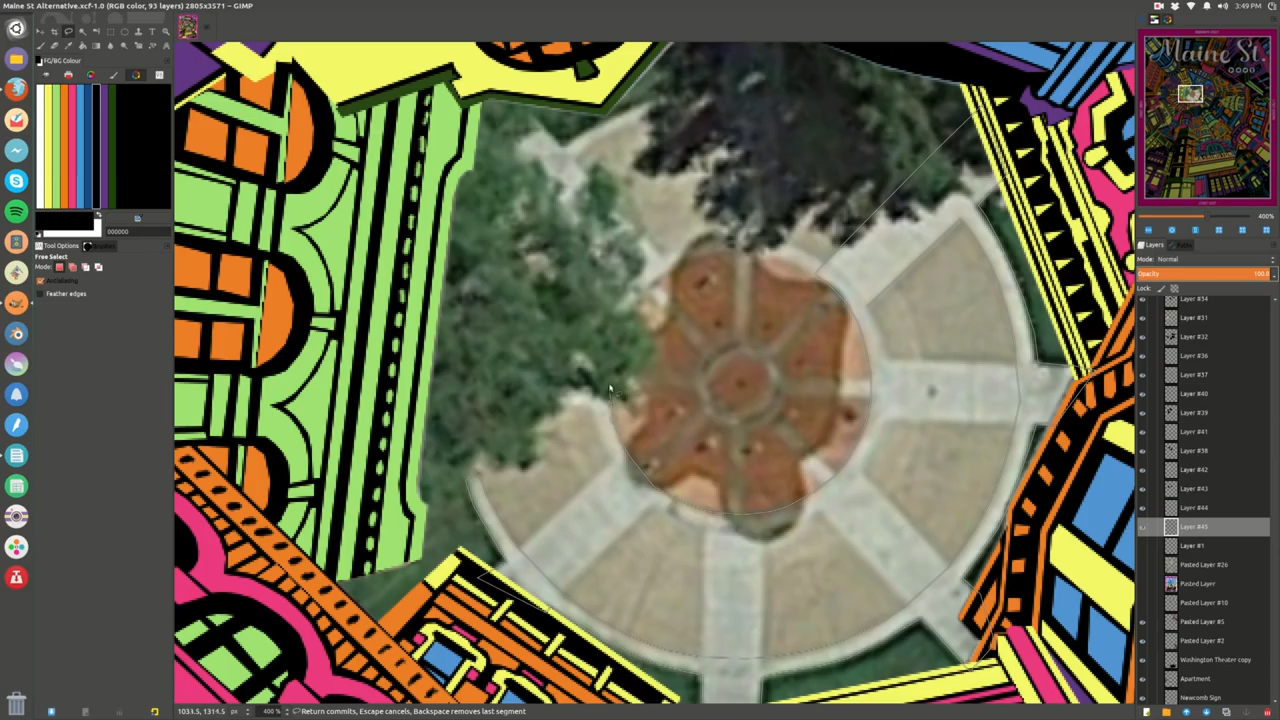 Maine St Alternative.xcf-1.0 (RGB color, 93 layers) 2805x3571 – GIMP
3:49 PM
FG/BG Colour
000000
Tool Options
Brushes
Free Select
Mode:
Antialiasing
Feather edges
Maine St.
400%
Layers
Paths
Mode: Normal
Opacity 100.0
Lock:
Layer #34
Layer #31
Layer #32
Layer #36
Layer #37
Layer #40
Layer #39
Layer #41
Layer #38
Layer #42
Layer #43
Layer #44
Layer #45
Layer #1
Pasted Layer #26
Pasted Layer
Pasted Layer #10
Pasted Layer #5
Pasted Layer #2
Washington Theater copy
Apartment
Newcomb Sign
1033.5, 1314.5 px 400 % Return commits, Escape cancels, Backspace removes last segment